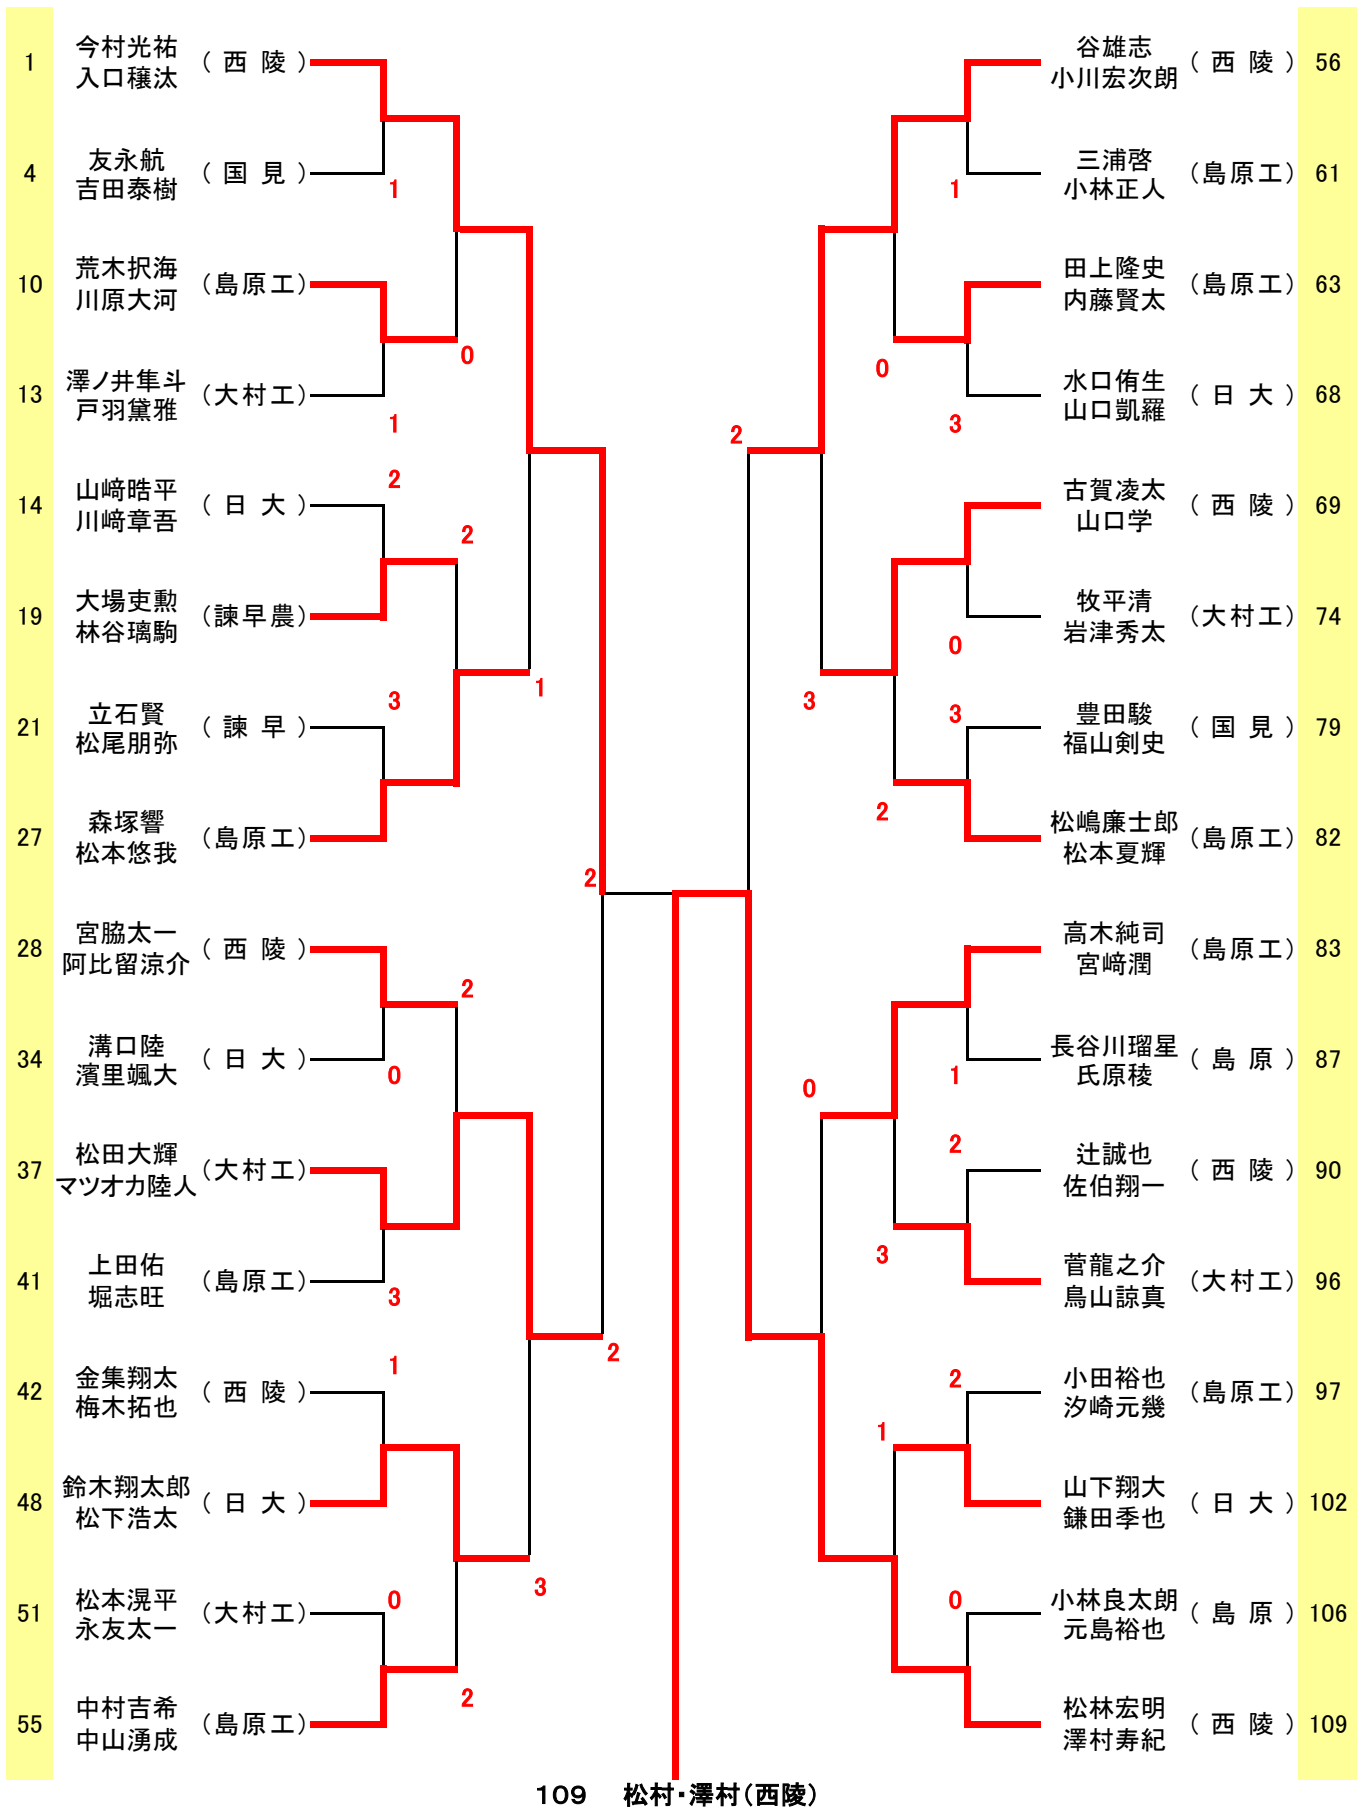 1 今村光祐 (西陵)
入口穣汰
4 友永航 (国見)
吉田泰樹
1
10 荒木択海 (島原工)
川原大河
0
13 澤ノ井隼斗 (大村工)
戸羽黛雅
1
2
14 山﨑晧平 (日大)
川﨑章吾
2
19 大場吏勲 (諫早農)
林谷璃駒
1
3
21 立石賢 (諫早)
松尾朋弥
27 森塚響 (島原工)
松本悠我
2
28 宮脇太一 (西陵)
阿比留涼介
2
34 溝口陸 (日大)
濱里颯大
0
37 松田大輝 (大村工)
マツオカ陸人
41 上田佑 (島原工)
堀志旺
3
2
1
42 金集翔太 (西陵)
梅木拓也
48 鈴木翔太郎 (日大)
松下浩太
3
0
51 松本滉平 (大村工)
永友太一
2
55 中村吉希 (島原工)
中山湧成
谷雄志 (西陵) 56
小川宏次朗
三浦啓 (島原工) 61
小林正人
1
田上隆史 (島原工) 63
内藤賢太
0
水口侑生 (日大) 68
山口凱羅
3
2
古賀凌太 (西陵) 69
山口学
牧平清 (大村工) 74
岩津秀太
0
3
3
豊田駿 (国見) 79
福山剣史
2
松嶋廉士郎 (島原工) 82
松本夏輝
高木純司 (島原工) 83
宮﨑潤
長谷川瑠星 (島原) 87
氏原稜
1
0
2
辻誠也 (西陵) 90
佐伯翔一
3
菅龍之介 (大村工) 96
鳥山諒真
2
小田裕也 (島原工) 97
汐崎元幾
1
山下翔大 (日大) 102
鎌田季也
0
小林良太朗 (島原) 106
元島裕也
松林宏明 (西陵) 109
澤村寿紀
109 松村・澤村(西陵)